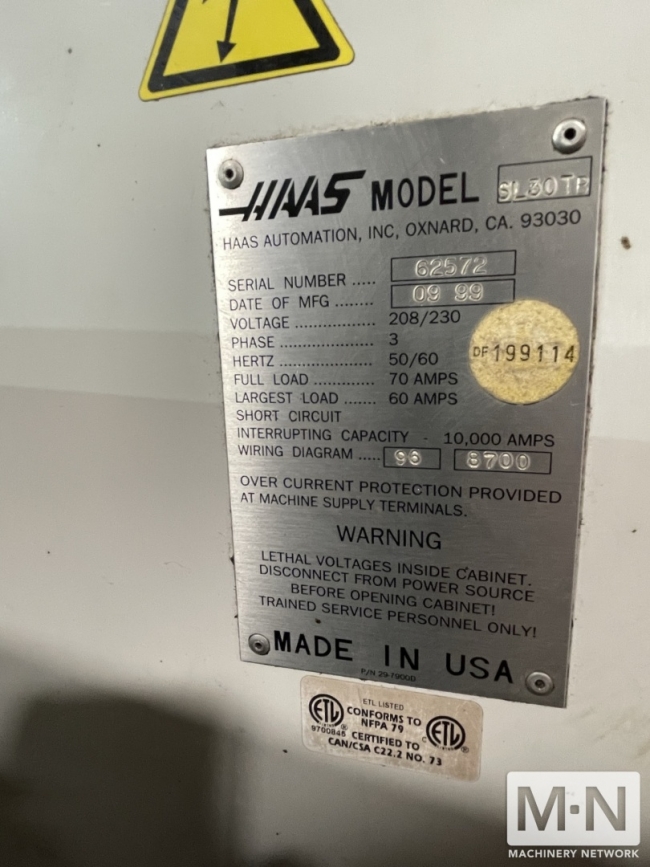 HAAS MODEL SL30TB
HAAS AUTOMATION, INC, OXNARD, CA. 93030
SERIAL NUMBER ..... 62572
DATE OF MFG ........ 09 99
VOLTAGE ................ 208/230
PHASE .................... 3
HERTZ .................... 50/60
FULL LOAD ............. 70 AMPS
LARGEST LOAD ....... 60 AMPS
SHORT CIRCUIT
INTERRUPTING CAPACITY - 10,000 AMPS
WIRING DIAGRAM ..... 96 8700
DF199114
OVER CURRENT PROTECTION PROVIDED
AT MACHINE SUPPLY TERMINALS.
WARNING
LETHAL VOLTAGES INSIDE CABINET.
DISCONNECT FROM POWER SOURCE
BEFORE OPENING CABINET!
TRAINED SERVICE PERSONNEL ONLY!
MADE IN USA
ETL LISTED
ETL CONFORMS TO ETL
NFPA 79
9700845 CERTIFIED TO C
CAN/CSA C22.2 NO. 73
M·N
MACHINERY NETWORK